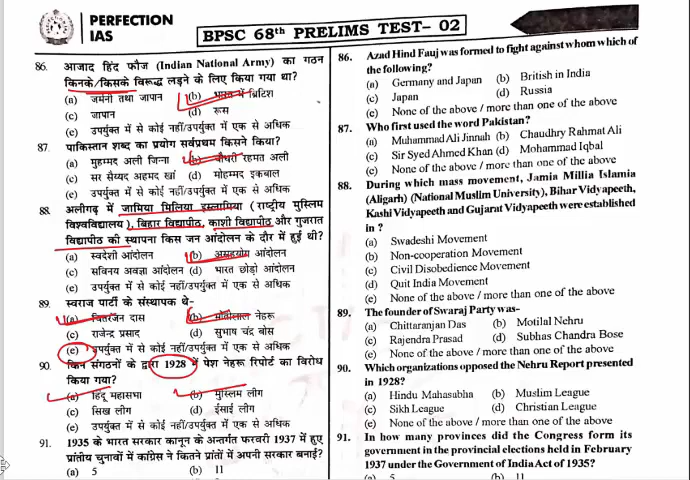 PERFECTION
IAS
BPSC 68th PRELIMS TEST- 02
86. आजाद हिंद फौज (Indian National Army) का गठन
किनके/किसके विरूद्ध लड़ने के लिए किया गया था?
(a) जर्मनी तथा जापान (b) भारत में ब्रिटिश
(c) जापान (d) रूस
(e) उपर्युक्त में से कोई नहीं/उपर्युक्त में एक से अधिक
87. पाकिस्तान शब्द का प्रयोग सर्वप्रथम किसने किया?
(a) मुहम्मद अली जिन्ना (b) चौधरी रहमत अली
(c) सर सैय्यद अहमद खां (d) मोहम्मद इकबाल
(e) उपर्युक्त में से कोई नहीं/उपर्युक्त में एक से अधिक
88. अलीगढ़ में जामिया मिलिया इस्लामिया (राष्ट्रीय मुस्लिम
विश्वविद्यालय), बिहार विद्यापीठ, काशी विद्यापीठ और गुजरात
विद्यापीठ की स्थापना किस जन आंदोलन के दौर में हुई थी?
(a) स्वदेशी आंदोलन (b) असहयोग आंदोलन
(c) सविनय अवज्ञा आंदोलन (d) भारत छोड़ो आंदोलन
(e) उपर्युक्त में से कोई नहीं/उपर्युक्त में एक से अधिक
89. स्वराज पार्टी के संस्थापक थे-
(a) चितरंजन दास (b) मोतीलाल नेहरू
(c) राजेन्द्र प्रसाद (d) सुभाष चंद्र बोस
(e) उपर्युक्त में से कोई नहीं/उपर्युक्त में एक से अधिक
90. किन संगठनों के द्वारा 1928 में पेश नेहरू रिपोर्ट का विरोध
किया गया?
(a) हिंदू महासभा (b) मुस्लिम लीग
(c) सिख लीग (d) ईसाई लीग
(e) उपर्युक्त में से कोई नहीं/उपर्युक्त में एक से अधिक
91. 1935 के भारत सरकार कानून के अन्तर्गत फरवरी 1937 में हुए
प्रांतीय चुनावों में कांग्रेस ने कितने प्रांतों में अपनी सरकार बनाई?
(a) 5 (b) 11
86. Azad Hind Fauj was formed to fight against whom which of
the following?
(a) Germany and Japan (b) British in India
(c) Japan (d) Russia
(e) None of the above / more than one of the above
87. Who first used the word Pakistan?
(a) Muhammad Ali Jinnah (b) Chaudhry Rahmat Ali
(c) Sir Syed Ahmed Khan (d) Mohammad Iqbal
(e) None of the above / more than one of the above
88. During which mass movement, Jamia Millia Islamia
(Aligarh) (National Muslim University), Bihar Vidyapeeth,
Kashi Vidyapeeth and Gujarat Vidyapeeth were established
in ?
(a) Swadeshi Movement
(b) Non-cooperation Movement
(c) Civil Disobedience Movement
(d) Quit India Movement
(e) None of the above / more than one of the above
89. The founder of Swaraj Party was-
(a) Chittaranjan Das (b) Motilal Nehru
(c) Rajendra Prasad (d) Subhas Chandra Bose
(e) None of the above / more than one of the above
90. Which organizations opposed the Nehru Report presented
in 1928?
(a) Hindu Mahasabha (b) Muslim League
(c) Sikh League (d) Christian League
(e) None of the above / more than one of the above
91. In how many provinces did the Congress form its
government in the provincial elections held in February
1937 under the Government of India Act of 1935?
(a) 5 (b) 11